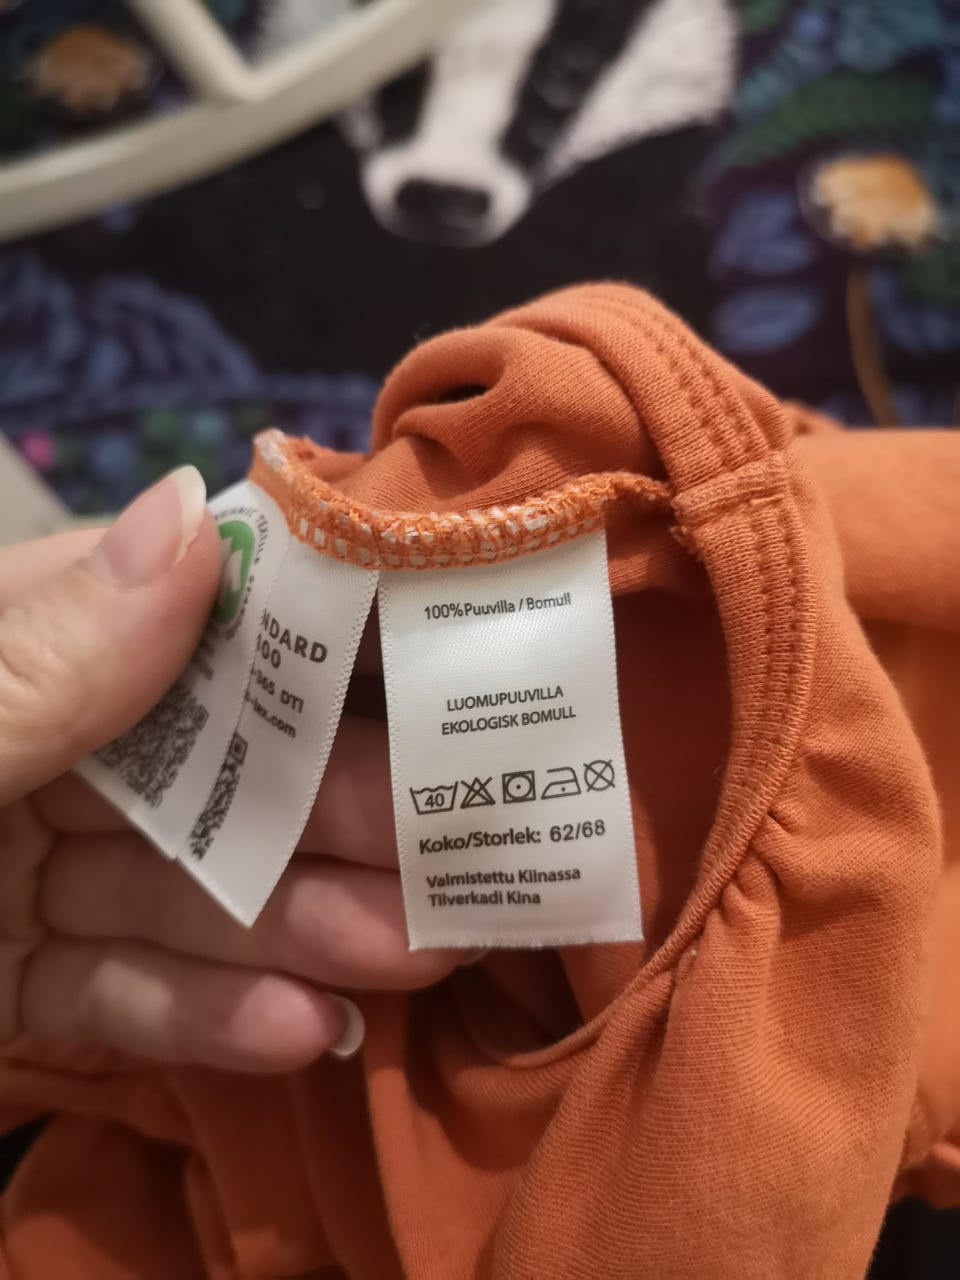 100%Puuvilla / Bomull
LUOMUPUUVILLA
EKOLOGISK BOMULL
40
Koko/Storlek: 62/68
Valmistettu Kiinassa
Tilverkadi Kina
NDARD
100
-365 DTI
-tex.com